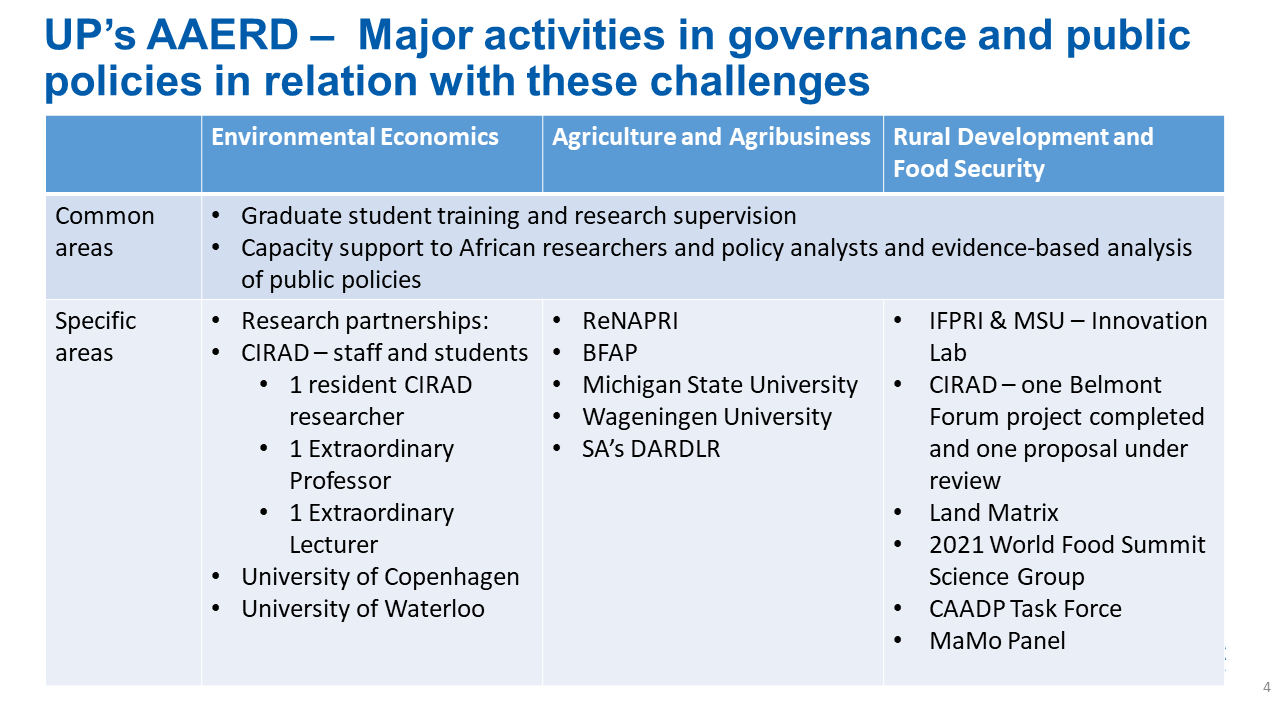 UP’s AAERD –  Major activities in governance and public
policies in relation with these challenges
Environmental Economics
Agriculture and Agribusiness
Rural Development and
Food Security
Common
areas
• Graduate student training and research supervision
• Capacity support to African researchers and policy analysts and evidence-based analysis
of public policies
Specific
areas
• Research partnerships:
• CIRAD – staff and students
• 1 resident CIRAD
researcher
• 1 Extraordinary
Professor
• 1 Extraordinary
Lecturer
• University of Copenhagen
• University of Waterloo
• ReNAPRI
• BFAP
• Michigan State University
• Wageningen University
• SA’s DARDLR
• IFPRI & MSU – Innovation
Lab
• CIRAD – one Belmont
Forum project completed
and one proposal under
review
• Land Matrix
• 2021 World Food Summit
Science Group
• CAADP Task Force
• MaMo Panel
4